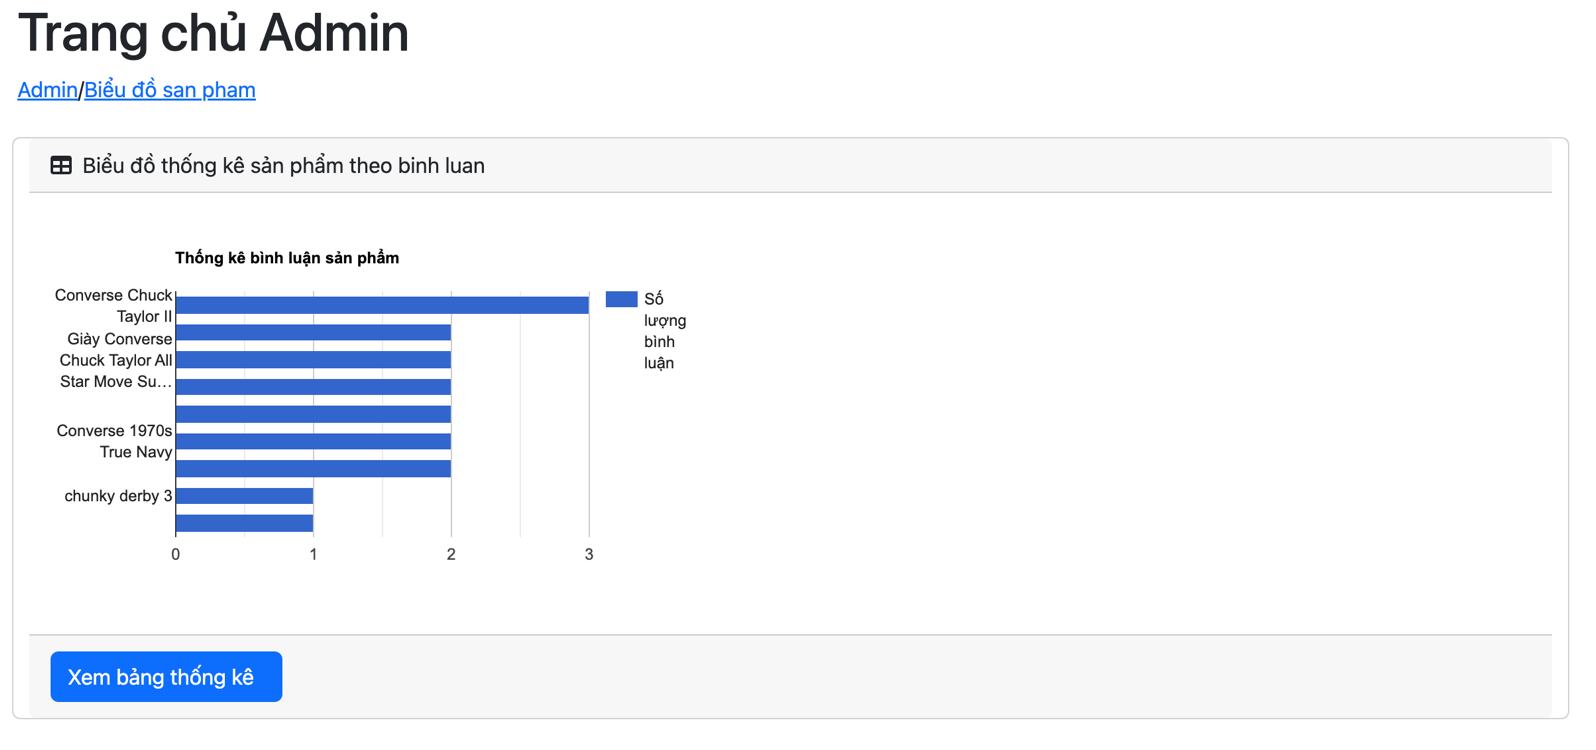 Trang chủ Admin
Admin/Biểu đồ san pham
Biểu đồ thống kê sản phẩm theo binh luan
Thống kê bình luận sản phẩm
Converse Chuck
Taylor II
Giày Converse
Chuck Taylor All
Star Move Su...
Converse 1970s
True Navy
chunky derby 3
0 1 2 3
Số
lượng
bình
luận
Xem bảng thống kê